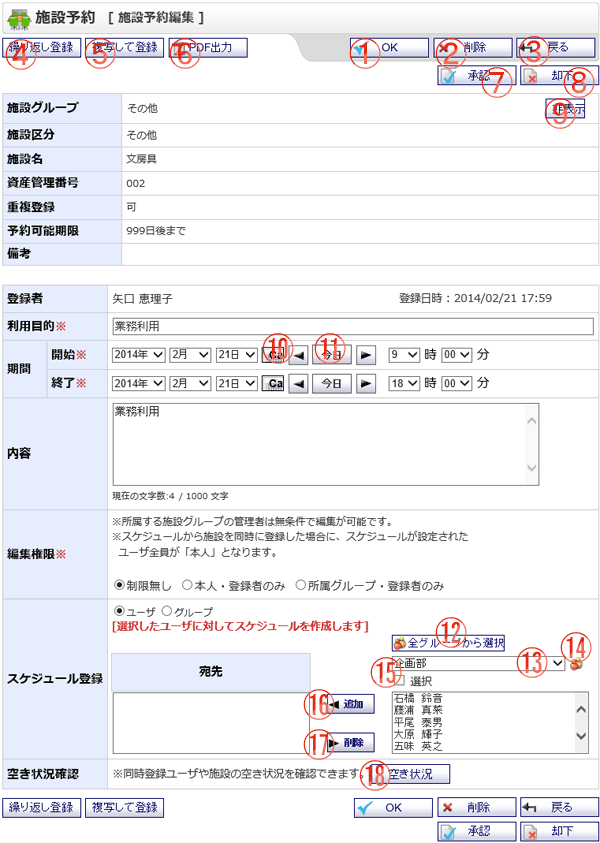 施設予約 [ 施設予約編集 ]
④ 繰り返し登録 ⑤ 複写して登録 ⑥ PDF出力 ① OK ② 削除 ③ 戻る
⑦ 承認 ⑧ 却下
施設グループ その他 ⑨ 非表示
施設区分 その他
施設名 文房具
資産管理番号 002
重複登録 可
予約可能期限 999日後まで
備考
登録者 矢口 恵理子 登録日時:2014/02/21 17:59
利用目的※ 業務利用
期間 開始※ 2014年 2月 21日 ⑩ Ca ◀ ⑪ 今日 ▶ 9 時 00 分
終了※ 2014年 2月 21日 Ca ◀ 今日 ▶ 18 時 00 分
内容 業務利用
現在の文字数:4 / 1000 文字
編集権限※ ※所属する施設グループの管理者は無条件で編集が可能です。
※スケジュールから施設を同時に登録した場合に、スケジュールが設定された
ユーザ全員が「本人」となります。
制限無し 本人・登録者のみ 所属グループ・登録者のみ
スケジュール登録 ユーザ グループ
[選択したユーザに対してスケジュールを作成します]
⑫ 全グループから選択
宛先 企画部 ⑬ ⑭
⑮ 選択
⑯ ◀ 追加 石橋 鈴音
藤浦 真菜
平尾 泰男
大原 輝子
⑰ ▶ 削除 五味 英之
空き状況確認 ※同時登録ユーザや施設の空き状況を確認できます。 ⑱ 空き状況
繰り返し登録 複写して登録 OK 削除 戻る
承認 却下